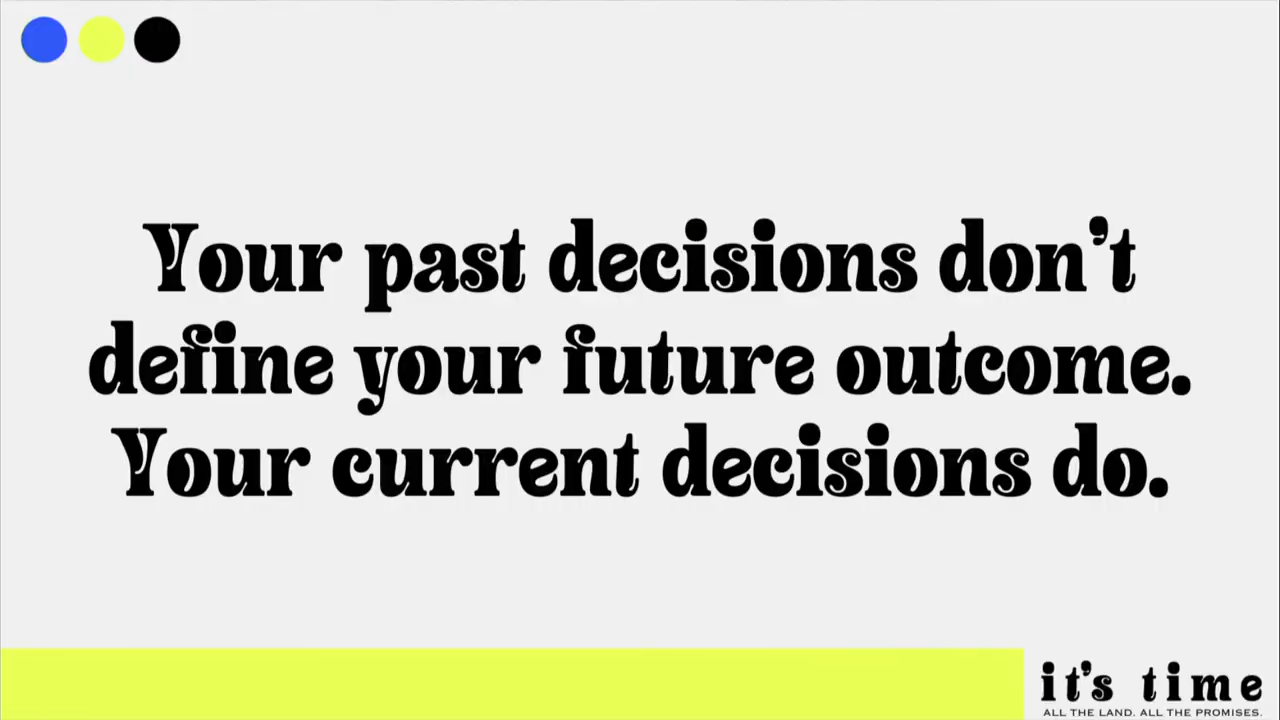 Your past decisions don't
define your future outcome.
Your current decisions do.
it's time
ALL THE LAND. ALL THE PROMISES.